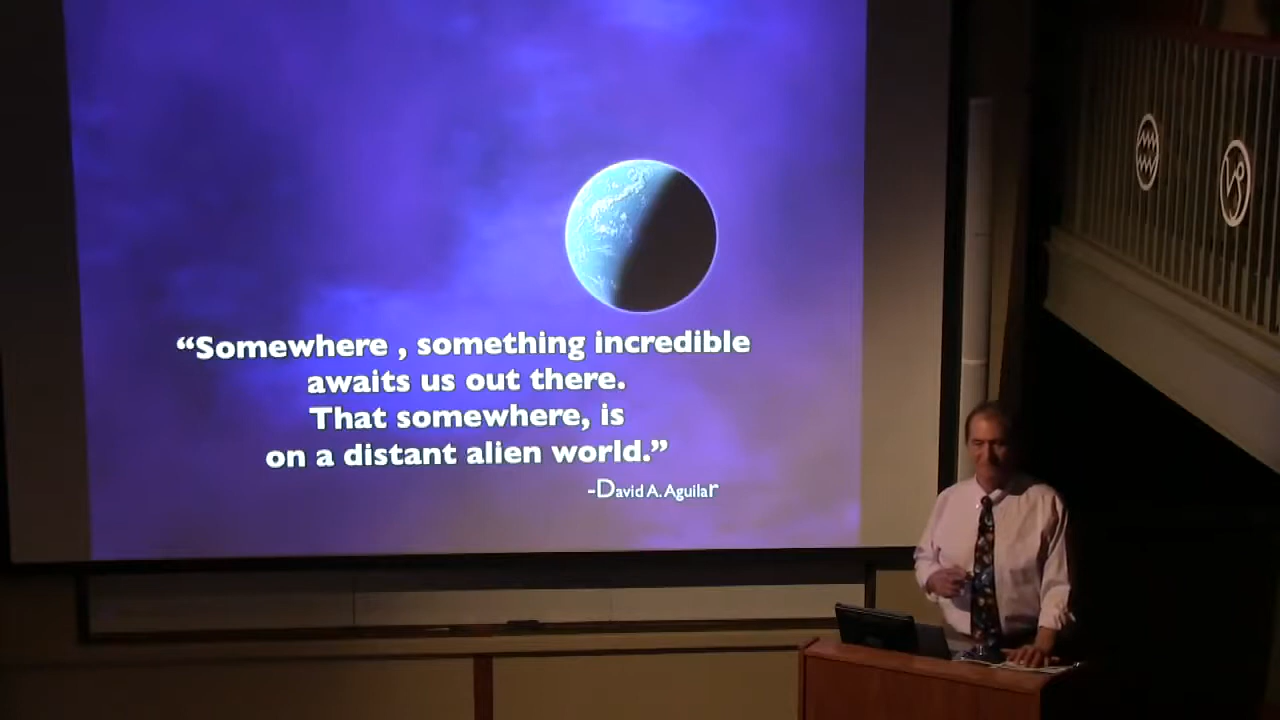 “Somewhere , something incredible
awaits us out there.
That somewhere, is
on a distant alien world.”
-David A. Aguilar